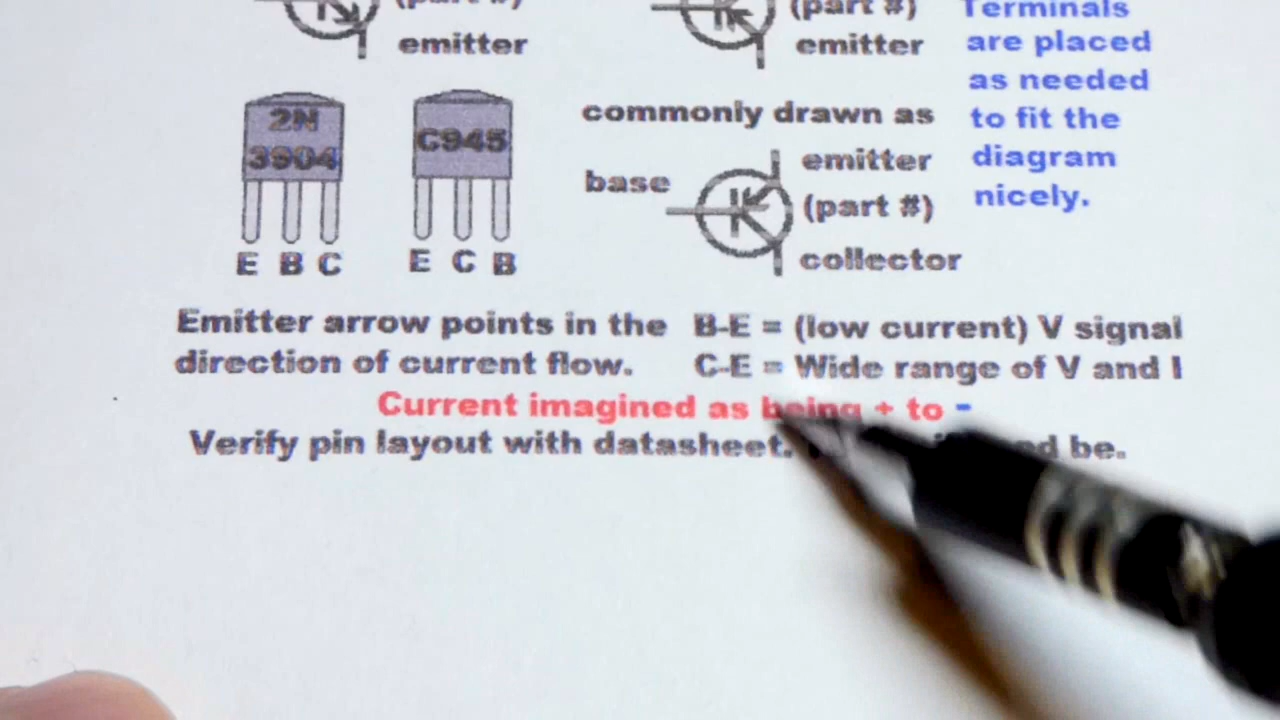 (part #) (part #) Terminals
emitter emitter are placed
as needed
2N commonly drawn as to fit the
3904 C945 emitter diagram
base (part #) nicely.
E B C E C B collector
Emitter arrow points in the B-E = (low current) V signal
direction of current flow. C-E = Wide range of V and I
Current imagined as being + to -
Verify pin layout with datasheet. be.